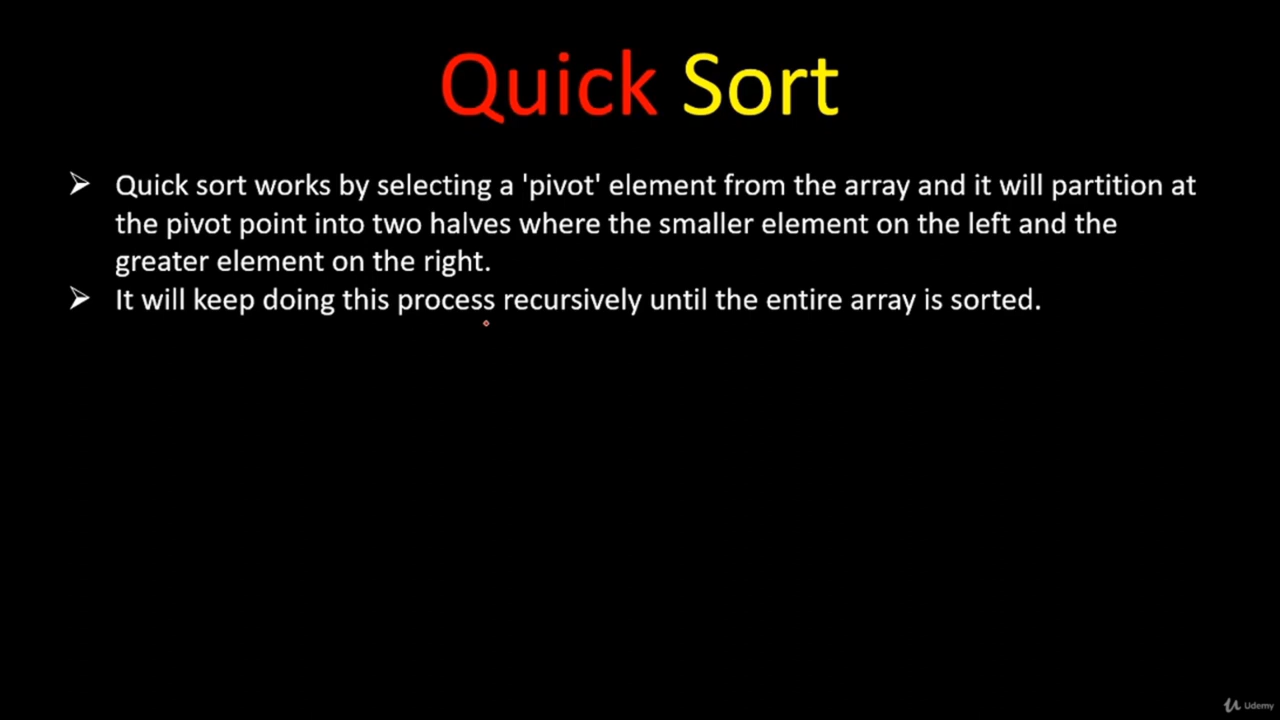 Quick Sort
➢ Quick sort works by selecting a 'pivot' element from the array and it will partition at
the pivot point into two halves where the smaller element on the left and the
greater element on the right.
➢ It will keep doing this process recursively until the entire array is sorted.
Udemy